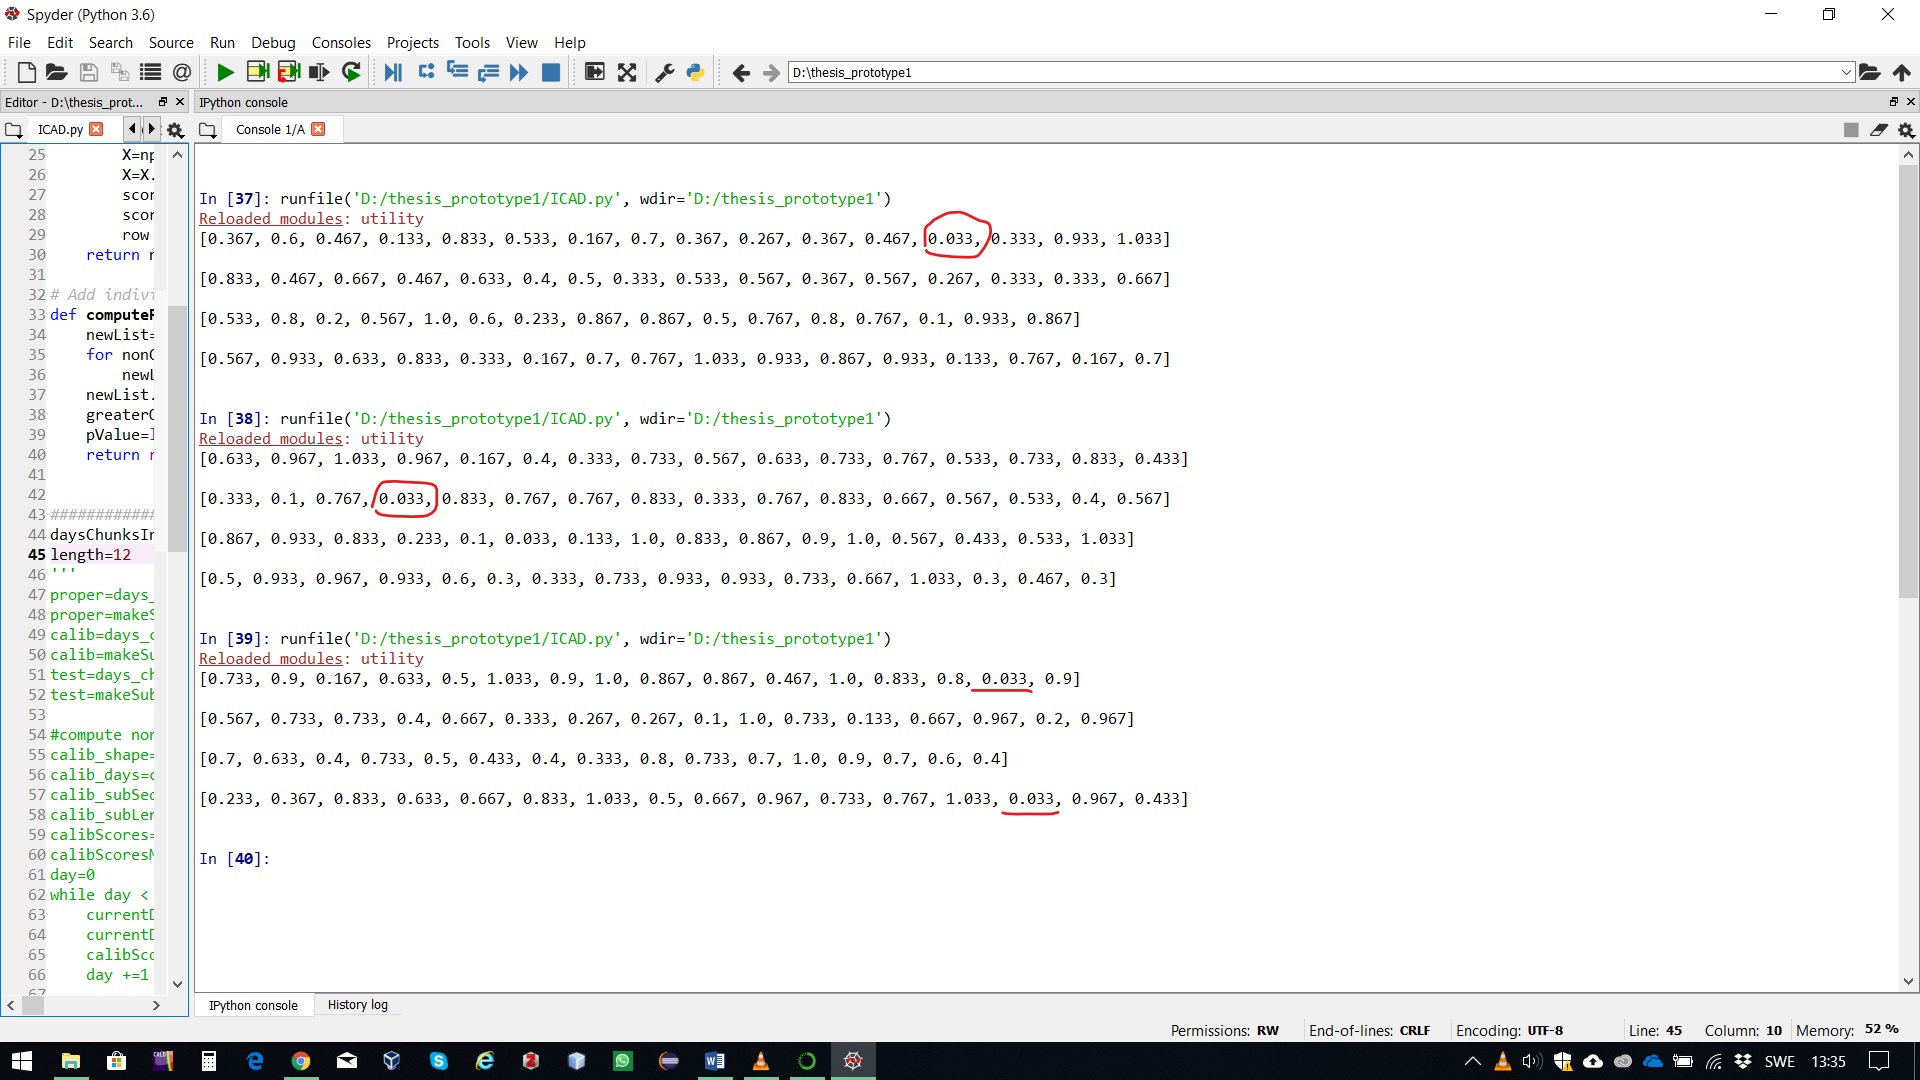 Spyder (Python 3.6)
File Edit Search Source Run Debug Consoles Projects Tools View Help
D:\thesis_prototype1
Editor - D:\thesis_prot... IPython console
ICAD.py Console 1/A
25 X=np
26 X=X.
27 scor
28 scor
29 row
30 return
31
32 # Add indivi
33 def compute
34 newList=
35 for non
36 newL
37 newList.
38 greater
39 pValue=
40 return
41
42
43 ############
44 daysChunksIn
45 length=12
46 '''
47 proper=days_
48 proper=makeS
49 calib=days_c
50 calib=makeSu
51 test=days_ch
52 test=makeSub
53
54 #compute non
55 calib_shape=
56 calib_days=c
57 calib_subSeq
58 calib_subLen
59 calibScores=
60 calibScoresM
61 day=0
62 while day <
63 currentD
64 currentD
65 calibSco
66 day +=1
67
In [37]: runfile('D:/thesis_prototype1/ICAD.py', wdir='D:/thesis_prototype1')
Reloaded modules: utility
[0.367, 0.6, 0.467, 0.133, 0.833, 0.533, 0.167, 0.7, 0.367, 0.267, 0.367, 0.467, 0.033, 0.333, 0.933, 1.033]
[0.833, 0.467, 0.667, 0.467, 0.633, 0.4, 0.5, 0.333, 0.533, 0.567, 0.367, 0.567, 0.267, 0.333, 0.333, 0.667]
[0.533, 0.8, 0.2, 0.567, 1.0, 0.6, 0.233, 0.867, 0.867, 0.5, 0.767, 0.8, 0.767, 0.1, 0.933, 0.867]
[0.567, 0.933, 0.633, 0.833, 0.333, 0.167, 0.7, 0.767, 1.033, 0.933, 0.867, 0.933, 0.133, 0.767, 0.167, 0.7]
In [38]: runfile('D:/thesis_prototype1/ICAD.py', wdir='D:/thesis_prototype1')
Reloaded modules: utility
[0.633, 0.967, 1.033, 0.967, 0.167, 0.4, 0.333, 0.733, 0.567, 0.633, 0.733, 0.767, 0.533, 0.733, 0.833, 0.433]
[0.333, 0.1, 0.767, 0.033, 0.833, 0.767, 0.767, 0.833, 0.333, 0.767, 0.833, 0.667, 0.567, 0.533, 0.4, 0.567]
[0.867, 0.933, 0.833, 0.233, 0.1, 0.033, 0.133, 1.0, 0.833, 0.867, 0.9, 1.0, 0.567, 0.433, 0.533, 1.033]
[0.5, 0.933, 0.967, 0.933, 0.6, 0.3, 0.333, 0.733, 0.933, 0.933, 0.733, 0.667, 1.033, 0.3, 0.467, 0.3]
In [39]: runfile('D:/thesis_prototype1/ICAD.py', wdir='D:/thesis_prototype1')
Reloaded modules: utility
[0.733, 0.9, 0.167, 0.633, 0.5, 1.033, 0.9, 1.0, 0.867, 0.867, 0.467, 1.0, 0.833, 0.8, 0.033, 0.9]
[0.567, 0.733, 0.733, 0.4, 0.667, 0.333, 0.267, 0.267, 0.1, 1.0, 0.733, 0.133, 0.667, 0.967, 0.2, 0.967]
[0.7, 0.633, 0.4, 0.733, 0.5, 0.433, 0.4, 0.333, 0.8, 0.733, 0.7, 1.0, 0.9, 0.7, 0.6, 0.4]
[0.233, 0.367, 0.833, 0.633, 0.667, 0.833, 1.033, 0.5, 0.667, 0.967, 0.733, 0.767, 1.033, 0.033, 0.967, 0.433]
In [40]:
IPython console History log
Permissions: RW End-of-lines: CRLF Encoding: UTF-8 Line: 45 Column: 10 Memory: 52 %
SWE 13:35